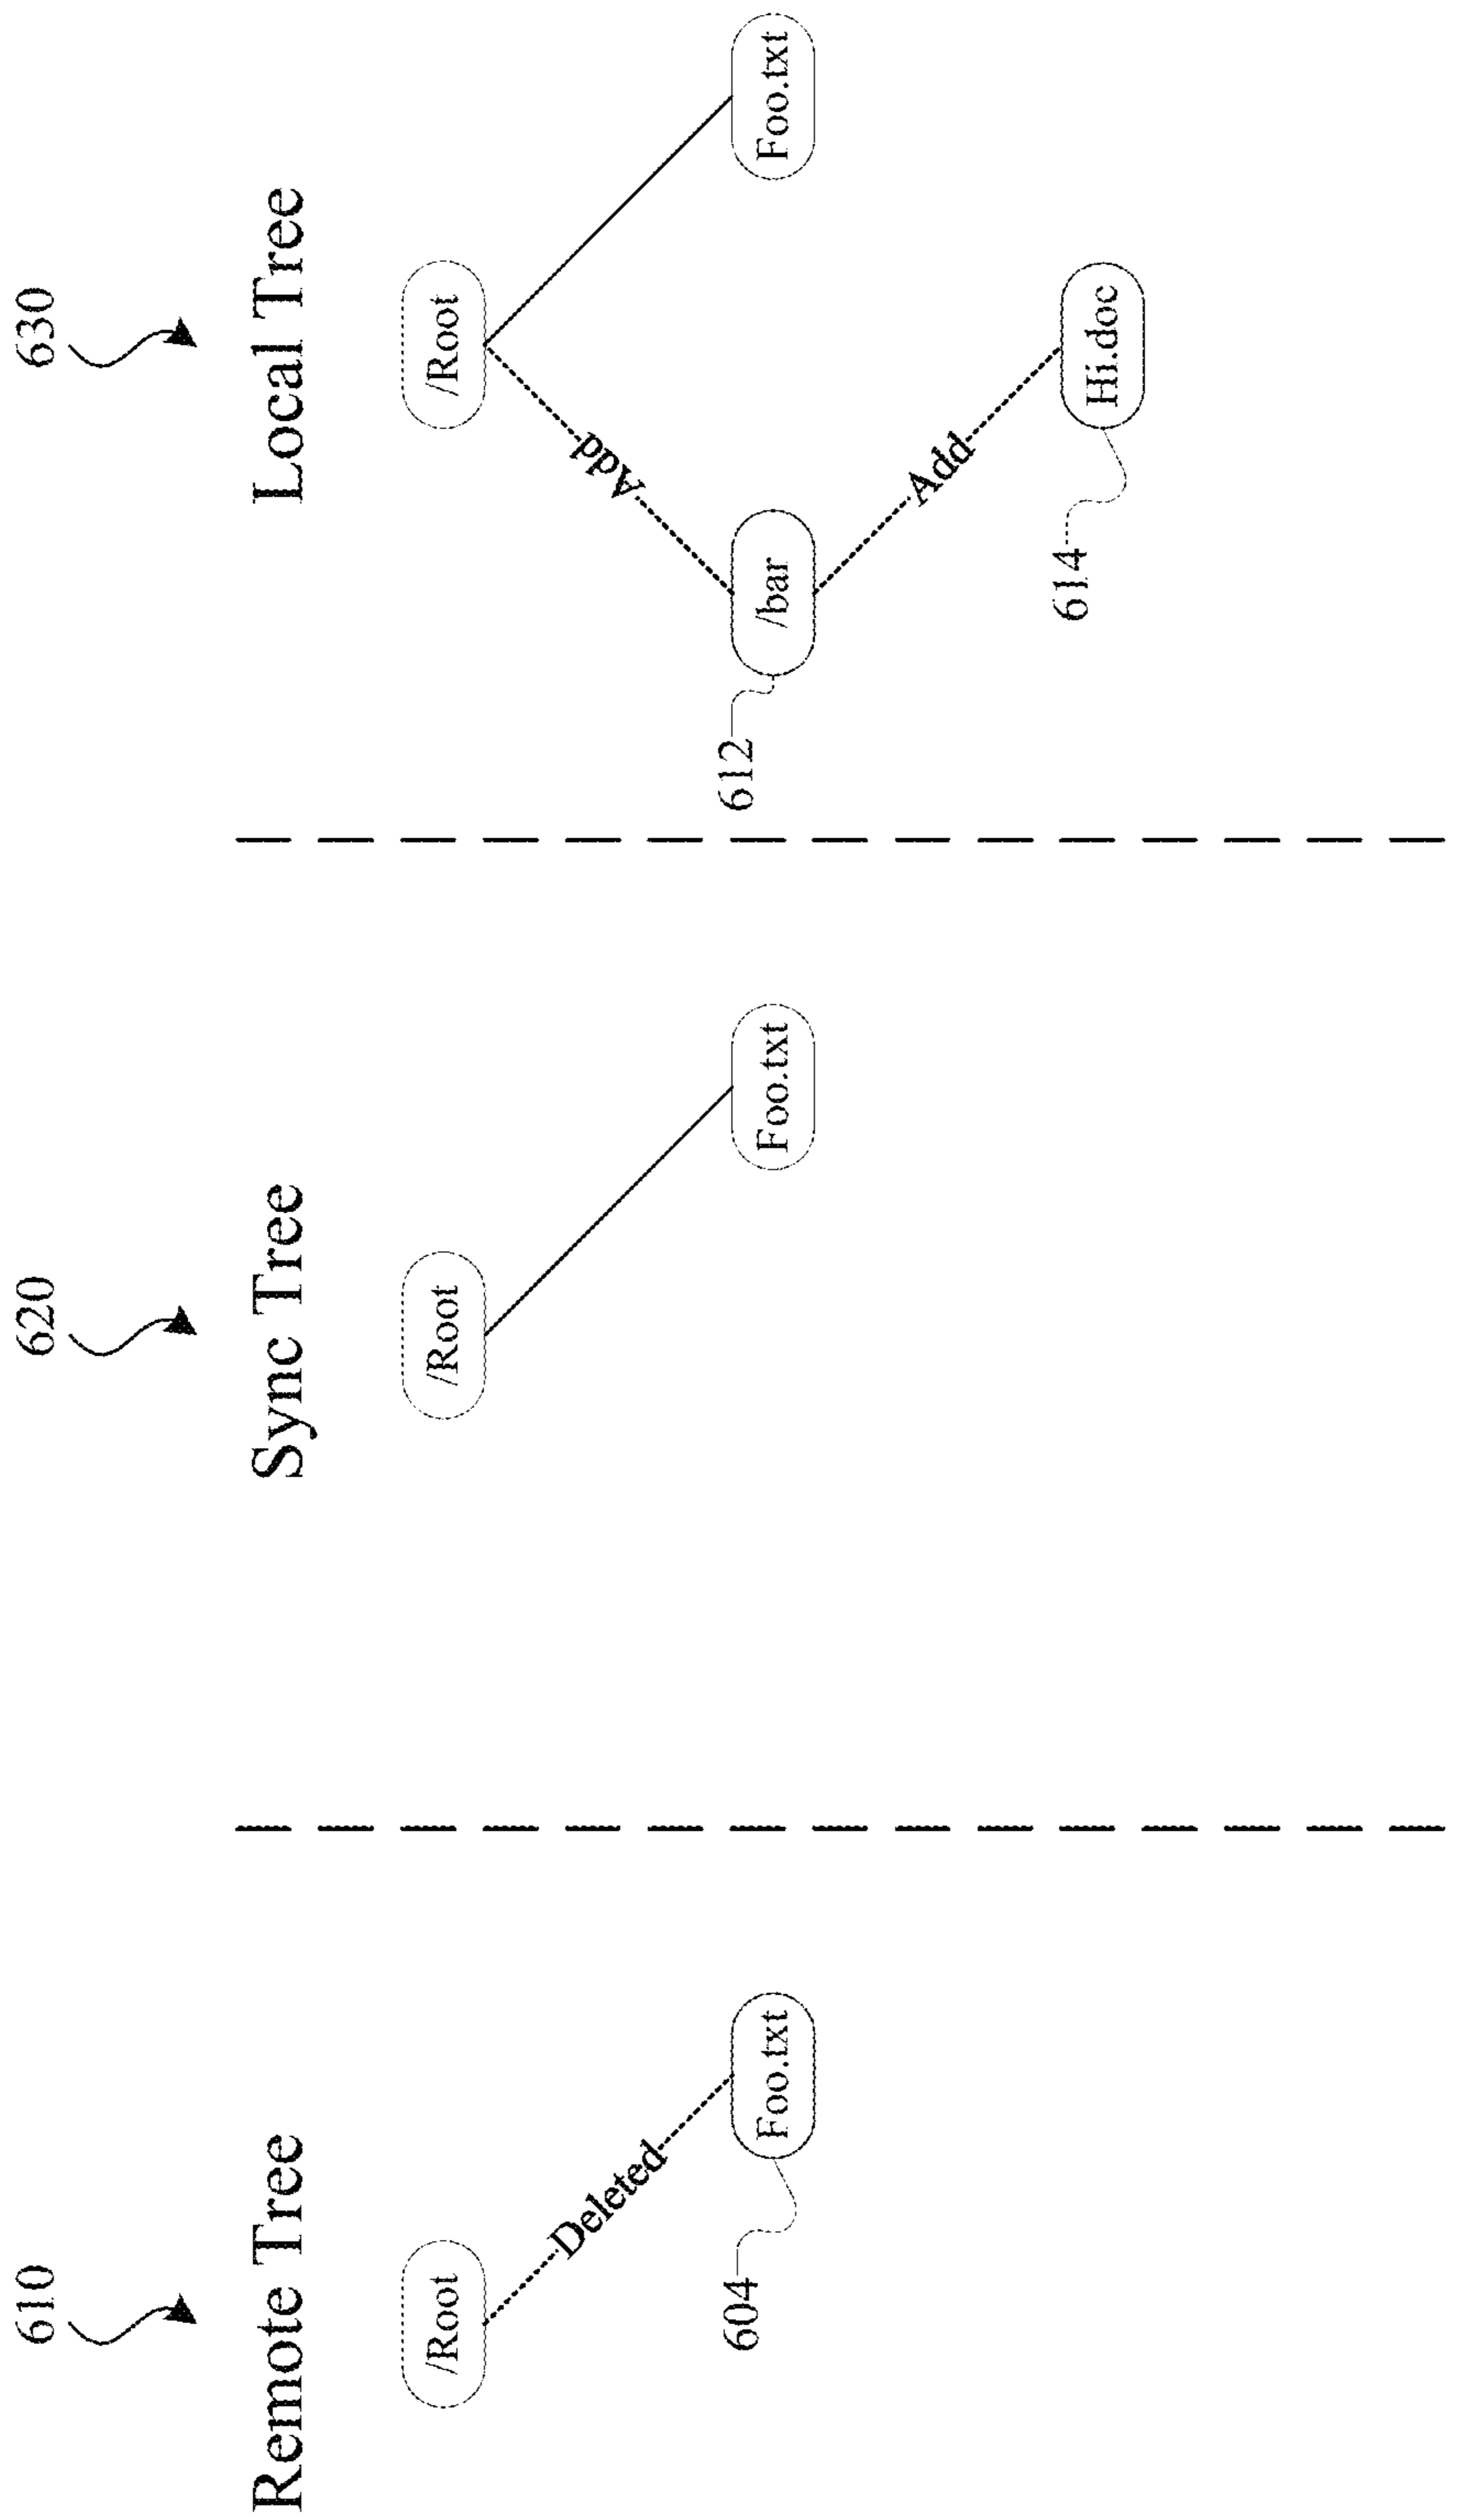 610
Remote Tree
/Root
Deleted
Foo.txt
604
620
Sync Tree
/Root
Foo.txt
630
Local Tree
/Root
Add
/bar
Foo.txt
612
Add
Hi.doc
614